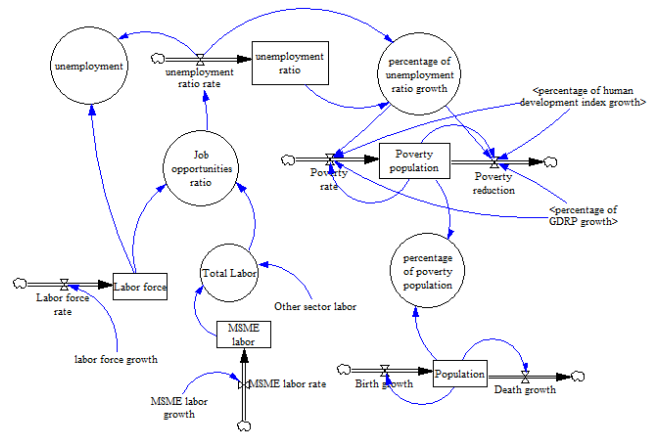 unemployment
unemployment
ratio rate
unemployment
ratio
percentage of
unemployment
ratio growth
<percentage of human
development index growth>
Job
opportunities
ratio
Poverty
rate
Poverty
population
Poverty
reduction
<percentage of
GDRP growth>
percentage
of poverty
population
Total Labor
Labor force
rate
Labor force
Other sector labor
labor force growth
MSME
labor
MSME labor rate
MSME labor
growth
Birth growth
Population
Death growth